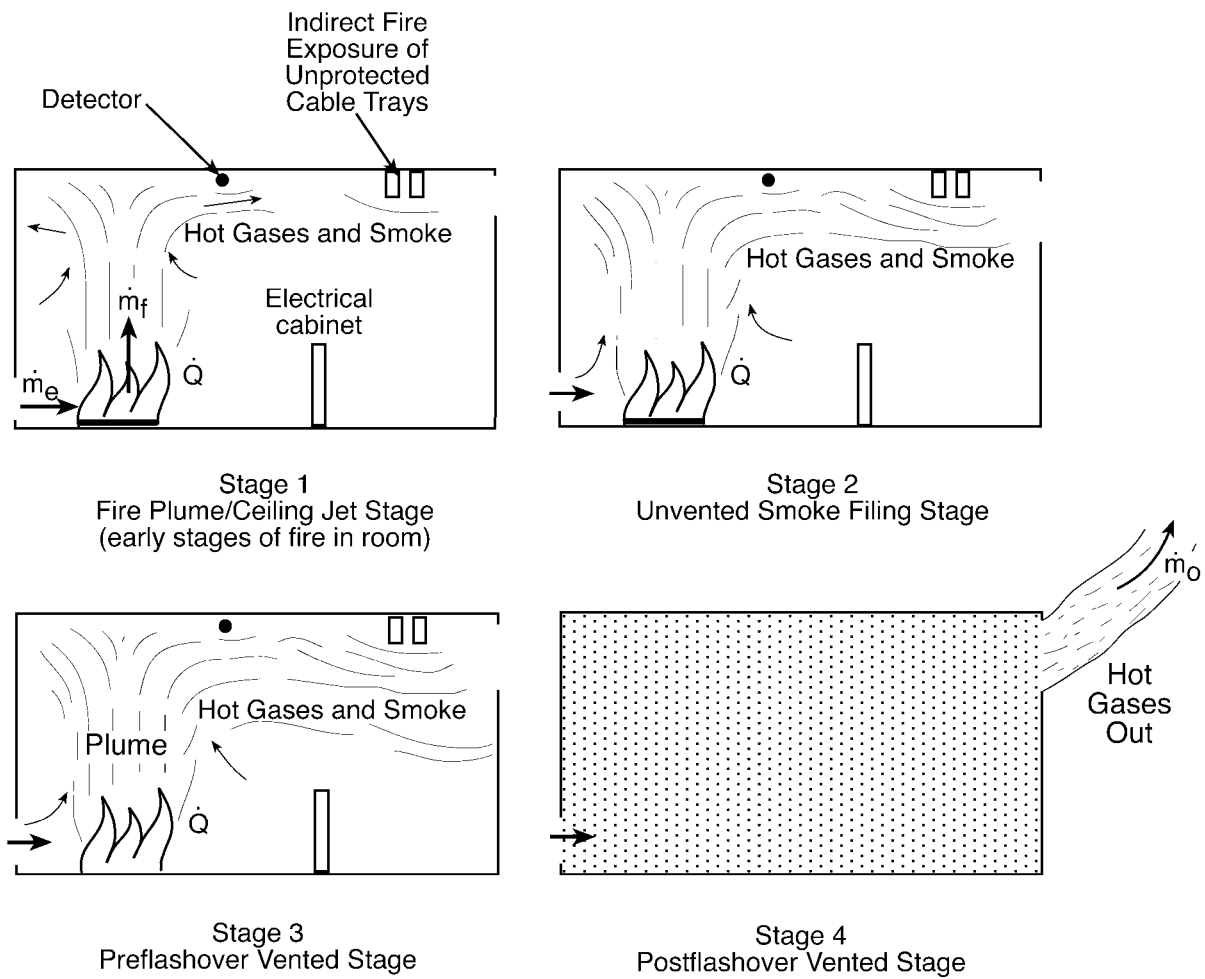 Indirect Fire
Exposure of
Unprotected
Cable Trays
Detector
Hot Gases and Smoke
ṁf
Electrical
cabinet
Q̇
ṁe
Stage 1
Fire Plume/Ceiling Jet Stage
(early stages of fire in room)
Hot Gases and Smoke
Q̇
Stage 2
Unvented Smoke Filing Stage
Hot Gases and Smoke
Plume
Q̇
Stage 3
Preflashover Vented Stage
ṁo
Hot
Gases
Out
Stage 4
Postflashover Vented Stage